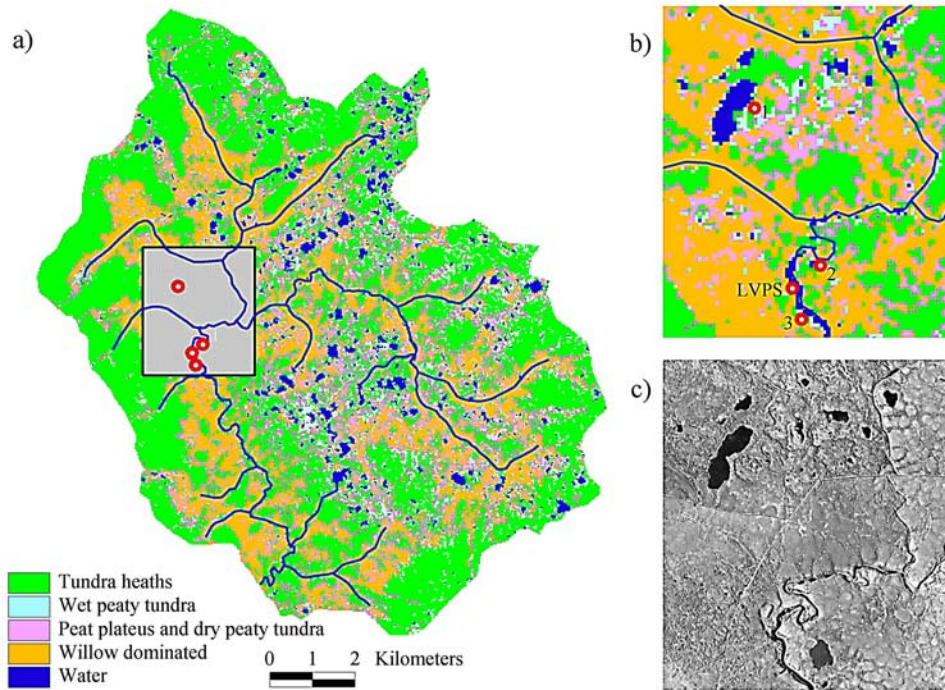 a)
b)
1
2
LVPS
3
c)
Tundra heaths
Wet peaty tundra
Peat plateus and dry peaty tundra
Willow dominated
Water
0 1 2 Kilometers